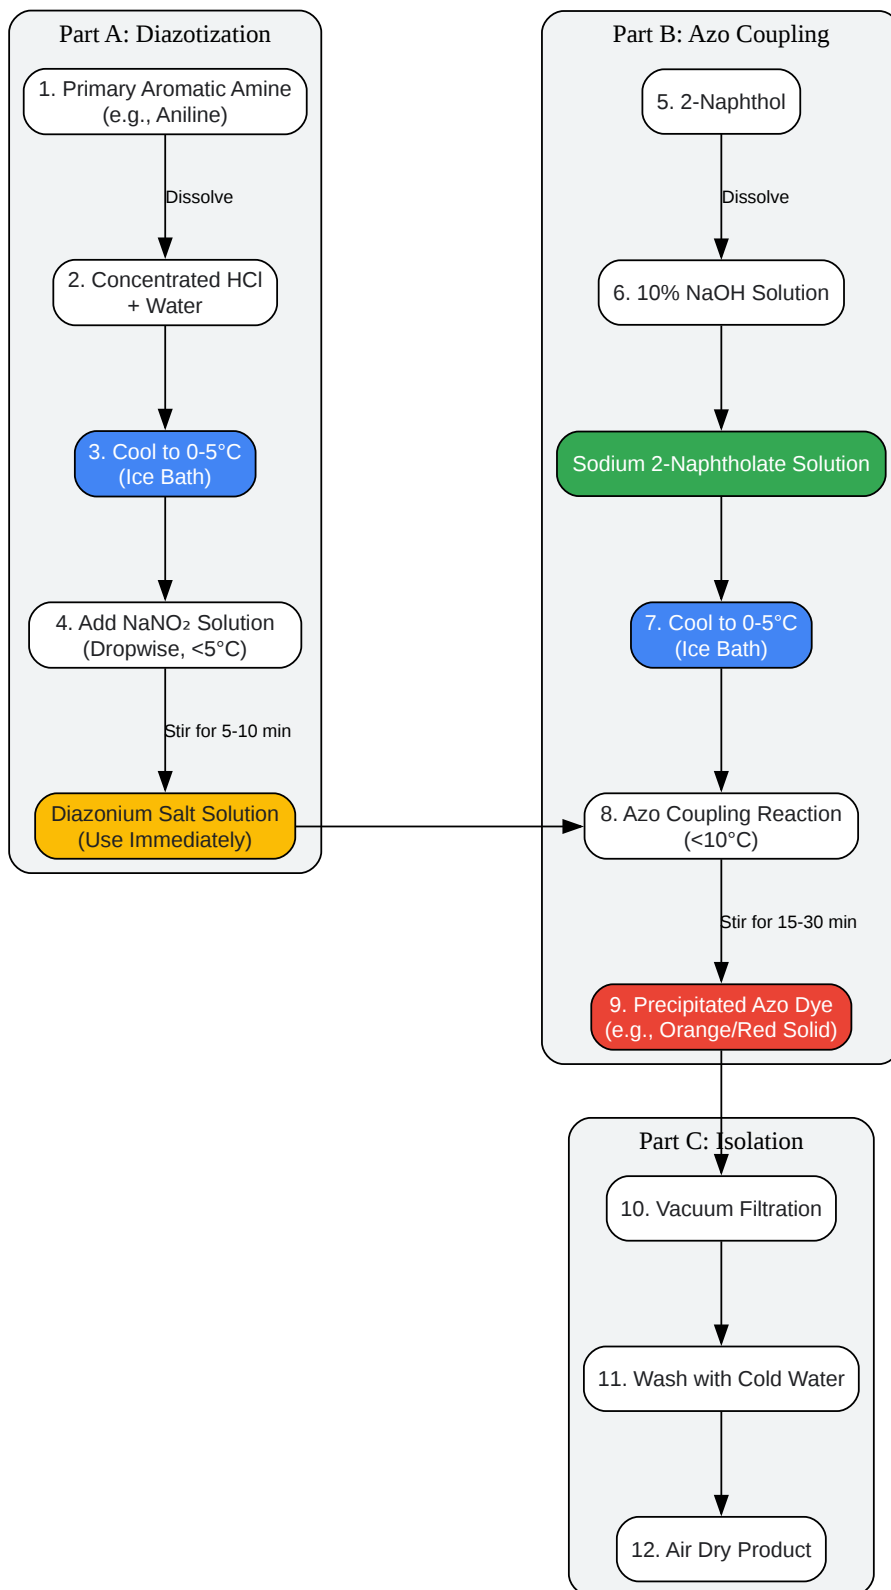 Part A: Diazotization
1. Primary Aromatic Amine
(e.g., Aniline)
Dissolve
2. Concentrated HCl
+ Water
3. Cool to 0-5°C
(Ice Bath)
4. Add NaNO₂ Solution
(Dropwise, <5°C)
Stir for 5-10 min
Diazonium Salt Solution
(Use Immediately)
Part B: Azo Coupling
5. 2-Naphthol
Dissolve
6. 10% NaOH Solution
Sodium 2-Naphtholate Solution
7. Cool to 0-5°C
(Ice Bath)
8. Azo Coupling Reaction
(<10°C)
Stir for 15-30 min
9. Precipitated Azo Dye
(e.g., Orange/Red Solid)
Part C: Isolation
10. Vacuum Filtration
11. Wash with Cold Water
12. Air Dry Product